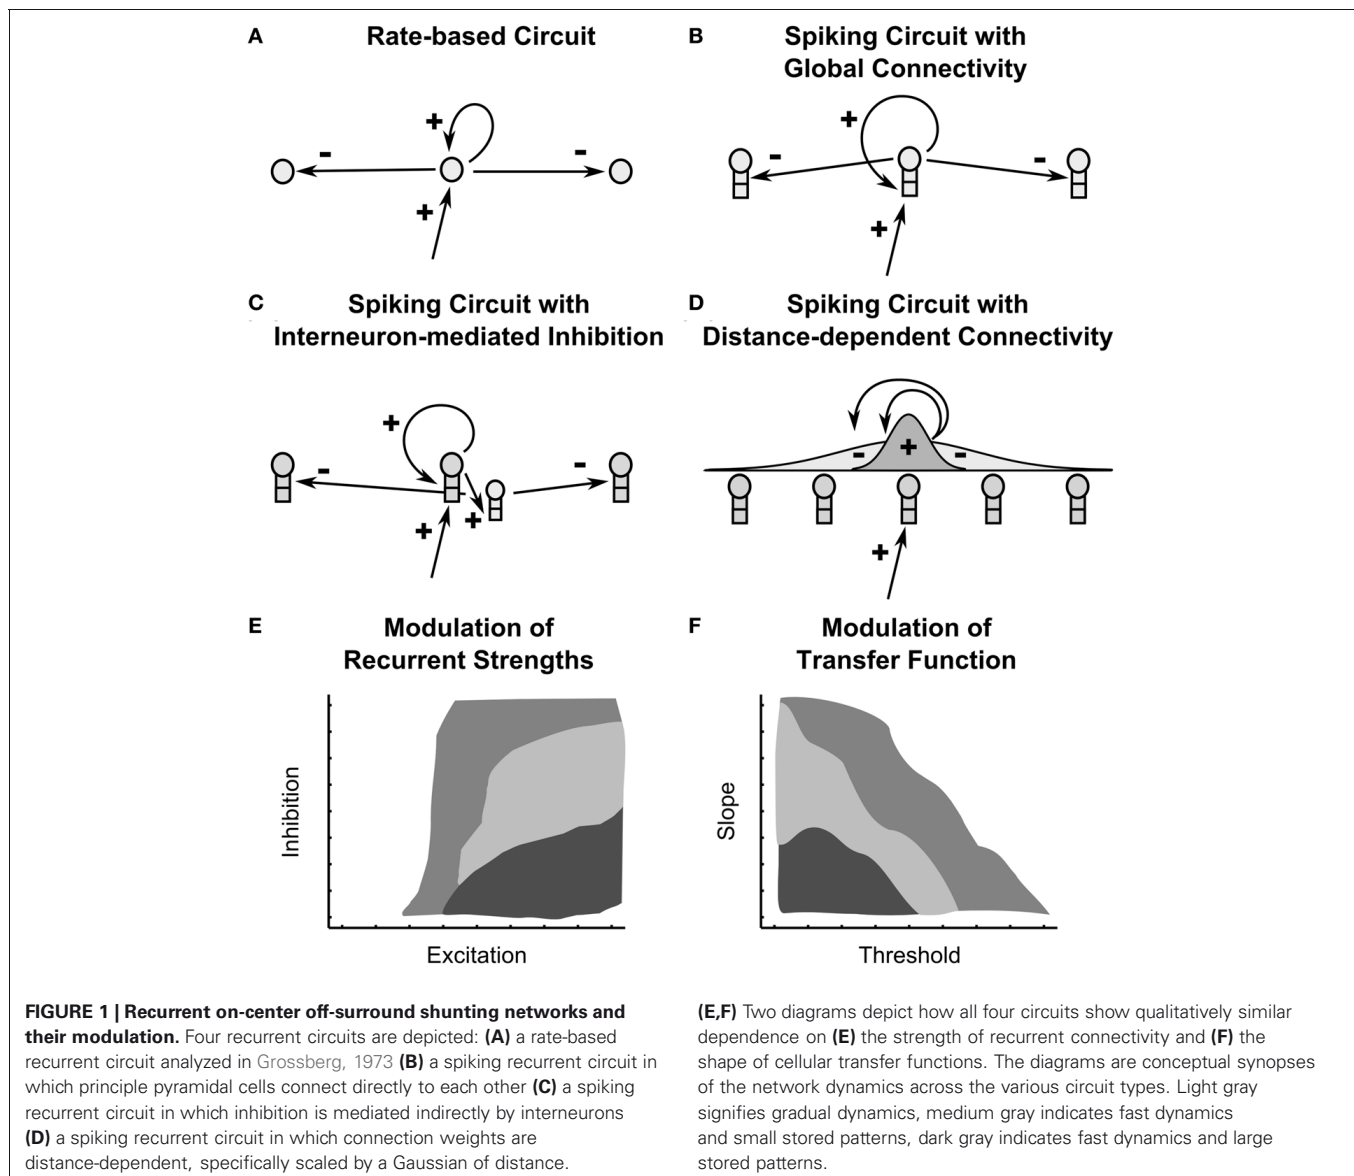 A
Rate-based Circuit
+
-
-
+
B
Spiking Circuit with
Global Connectivity
+
-
-
+
C
Spiking Circuit with
Interneuron-mediated Inhibition
+
-
-
+
+
D
Spiking Circuit with
Distance-dependent Connectivity
-
+
-
+
E
Modulation of
Recurrent Strengths
Inhibition
Excitation
F
Modulation of
Transfer Function
Slope
Threshold
FIGURE 1 | Recurrent on-center off-surround shunting networks and
their modulation. Four recurrent circuits are depicted: (A) a rate-based
recurrent circuit analyzed in Grossberg, 1973 (B) a spiking recurrent circuit in
which principle pyramidal cells connect directly to each other (C) a spiking
recurrent circuit in which inhibition is mediated indirectly by interneurons
(D) a spiking recurrent circuit in which connection weights are
distance-dependent, specifically scaled by a Gaussian of distance.
(E,F) Two diagrams depict how all four circuits show qualitatively similar
dependence on (E) the strength of recurrent connectivity and (F) the
shape of cellular transfer functions. The diagrams are conceptual synopses
of the network dynamics across the various circuit types. Light gray
signifies gradual dynamics, medium gray indicates fast dynamics
and small stored patterns, dark gray indicates fast dynamics and large
stored patterns.